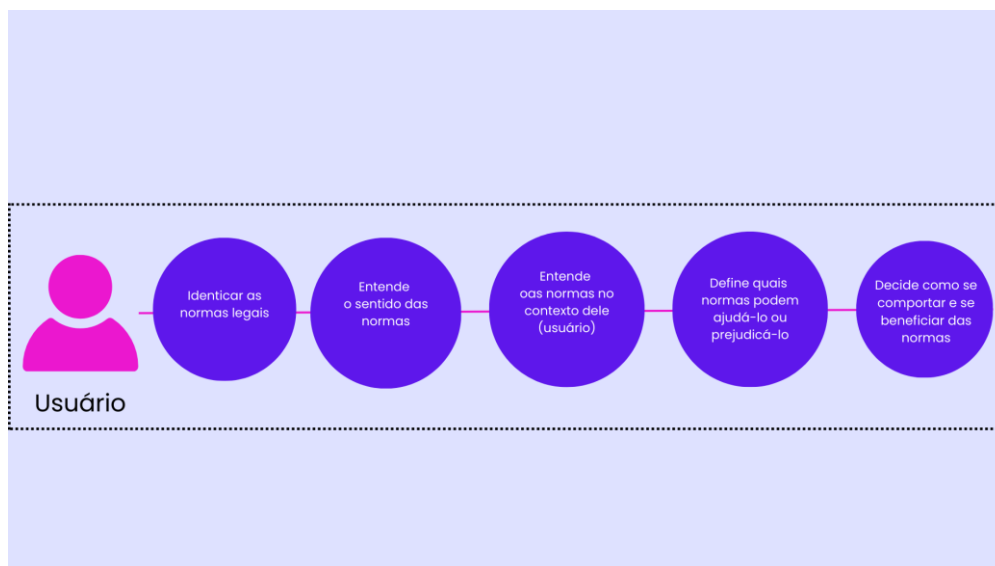 Usuário
Identicar as
normas legais
Entende
o sentido das
normas
Entende
oas normas no
contexto dele
(usuário)
Define quais
normas podem
ajudá-lo ou
prejudicá-lo
Decide como se
comportar e se
beneficiar das
normas